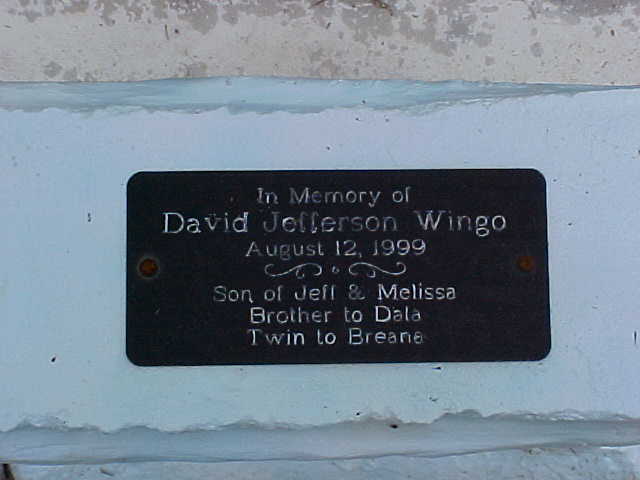 In Memory of
David Jefferson Wingo
August 12, 1999
Son of Jeff & Melissa
Brother to Dala
Twin to Breana